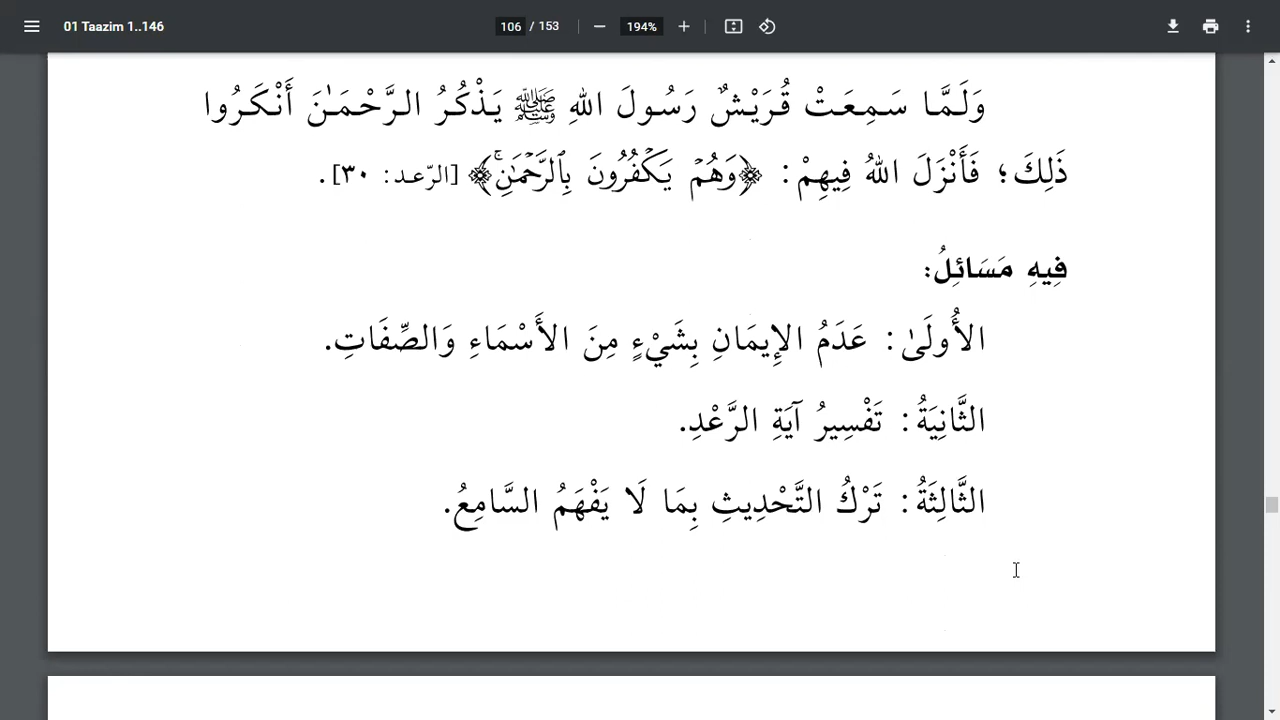 01 Taazim 1..146
106 / 153
194%
وَلَمَّا سَمِعَتْ قُرَيْشٌ رَسُولَ اللهِ ﷺ يَذْكُرُ الرَّحْمَـٰنَ أَنْكَرُوا
ذَلِكَ؛ فَأَنْزَلَ اللهُ فِيهِمْ: ﴿وَهُمۡ يَكۡفُرُونَ بِٱلرَّحۡمَٰنِۚ﴾ [الرّعد: ٣٠].
فِيهِ مَسَائِلُ:
الأُولَىٰ: عَدَمُ الإِيمَانِ بِشَيْءٍ مِنَ الأَسْمَاءِ وَالصِّفَاتِ.
الثَّانِيَةُ: تَفْسِيرُ آيَةِ الرَّعْدِ.
الثَّالِثَةُ: تَرْكُ التَّحْدِيثِ بِمَا لَا يَفْهَمُ السَّامِعُ.